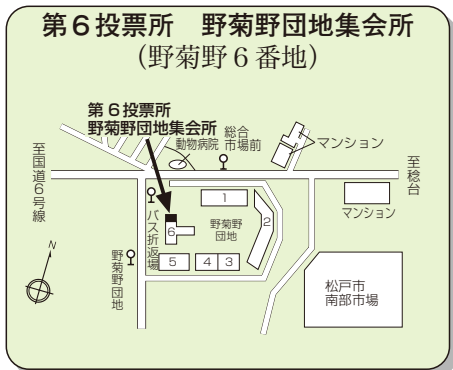 第６投票所　野菊野団地集会所
（野菊野６番地）
第６投票所
野菊野団地集会所
動物病院
総合
市場前
マンション
至国道６号線
至稔台
マンション
バス折返場
野菊野
団地
1
2
6
5
4
3
野菊野団地
松戸市
南部市場
N